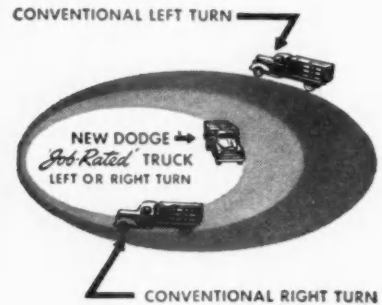 CONVENTIONAL LEFT TURN
NEW DODGE
"Job-Rated" TRUCK
LEFT OR RIGHT TURN
CONVENTIONAL RIGHT TURN